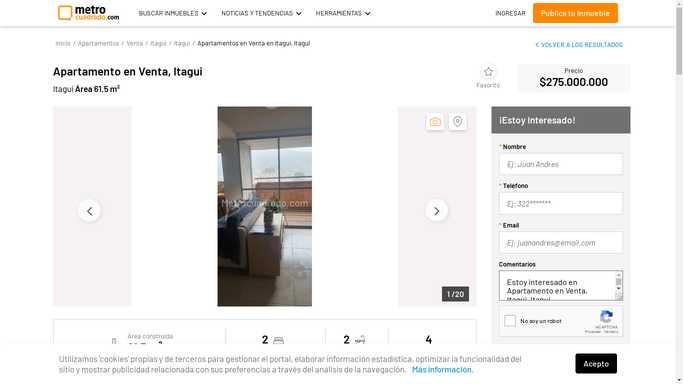 metro
cuadrado.com
BUSCAR INMUEBLES
NOTICIAS Y TENDENCIAS
HERRAMIENTAS
INGRESAR
Publica tu Inmueble
Inicio / Apartamentos / Venta / Itagui / Itagui / Apartamentos en Venta en Itagui, Itagui
VOLVER A LOS RESULTADOS
Apartamento en Venta, Itagui
Itagui Área 61.5 m²
Favorito
Precio
$275.000.000
Metrocuadrado.com
1 / 20
¡Estoy Interesado!
* Nombre
Ej: Juan Andres
* Teléfono
Ej: 322*******
* Email
Ej: juanandres@email.com
Comentarios
Estoy interesado en
Apartamento en Venta,
Itagui, Itagui
No soy un robot
reCAPTCHA
Privacidad - Términos
Área construida
2
2
4
Utilizamos 'cookies' propias y de terceros para gestionar el portal, elaborar información estadística, optimizar la funcionalidad del
sitio y mostrar publicidad relacionada con sus preferencias a través del análisis de la navegación. Más información.
Acepto